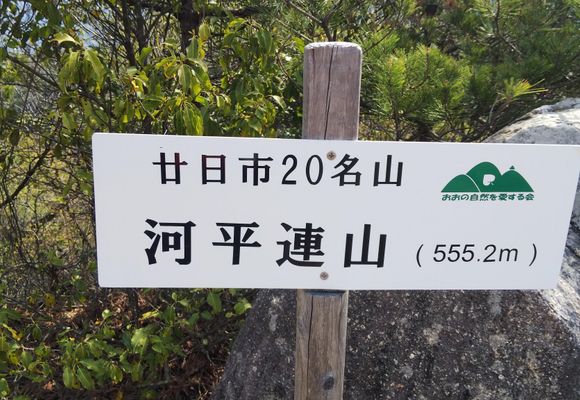 廿日市20名山
おおの自然を愛する会
河平連山 (555.2m)